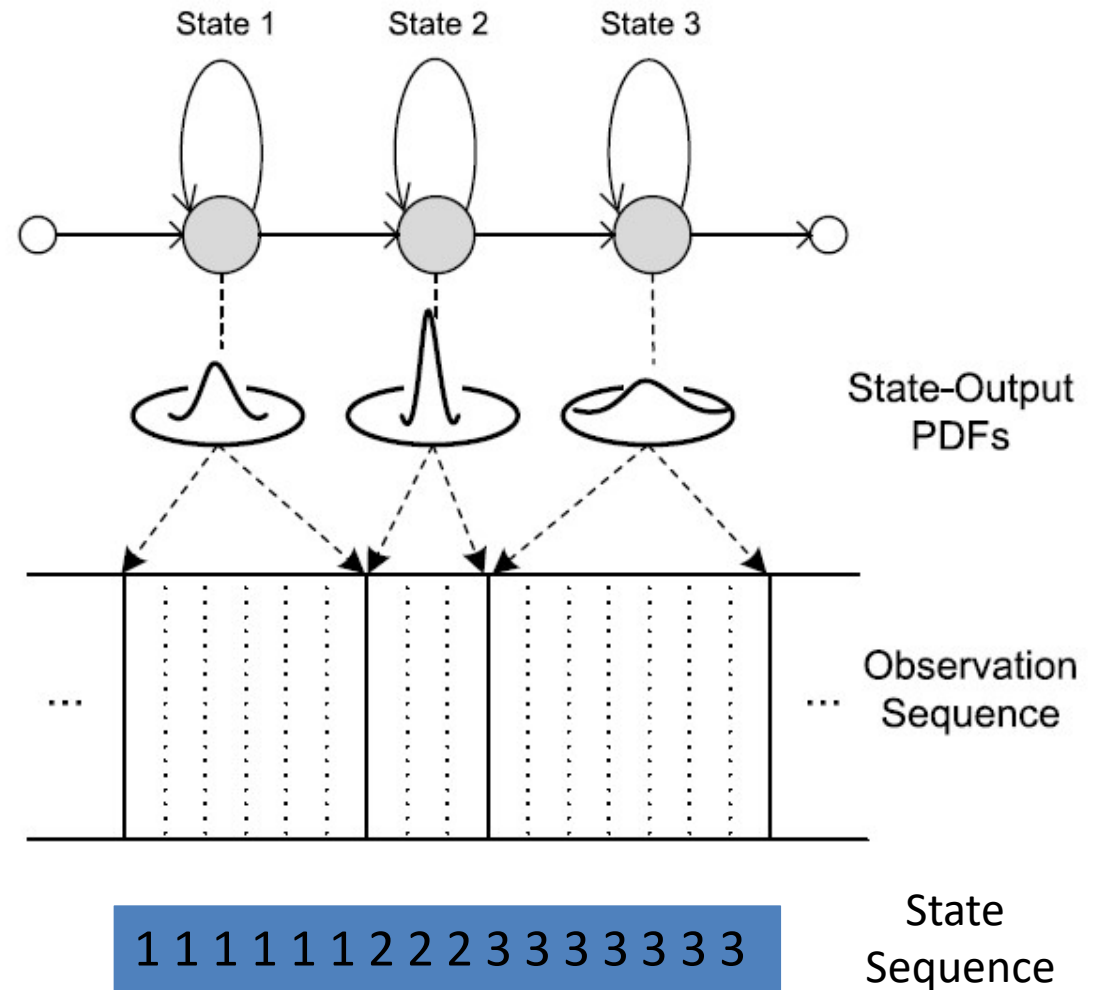 State 1 State 2 State 3
State-Output
PDFs
Observation
Sequence
... ...
1 1 1 1 1 1 2 2 2 3 3 3 3 3 3 3
State
Sequence